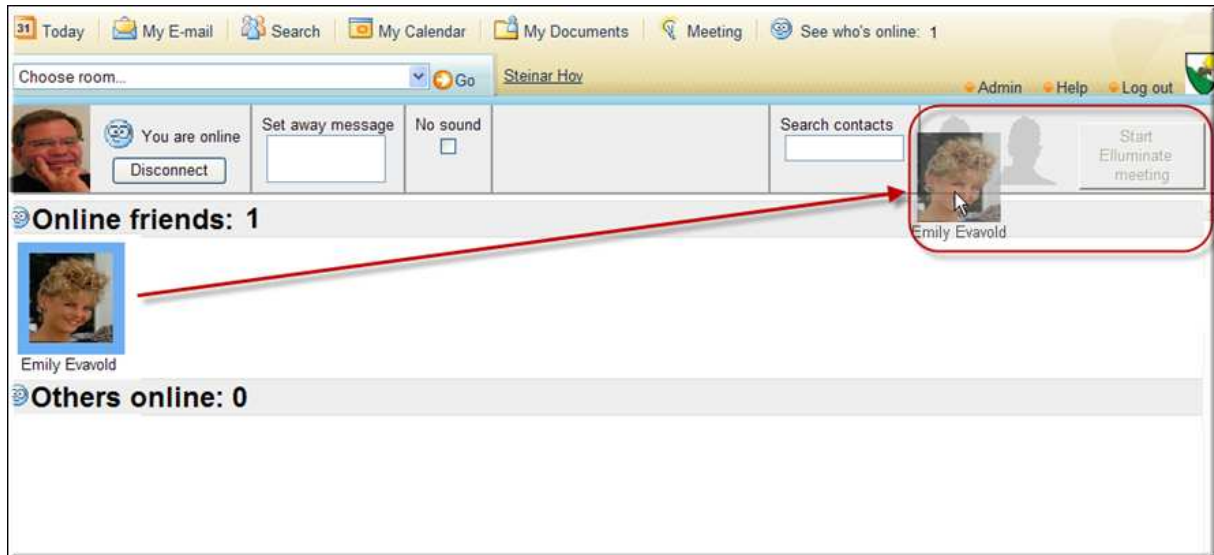 31 Today My E-mail Search My Calendar My Documents Meeting See who's online: 1
Choose room... Go Steinar Hov
Admin Help Log out
You are online
Disconnect
Set away message
No sound
Search contacts
Start
Elluminate
meeting
Emily Evavold
Online friends: 1
Emily Evavold
Others online: 0